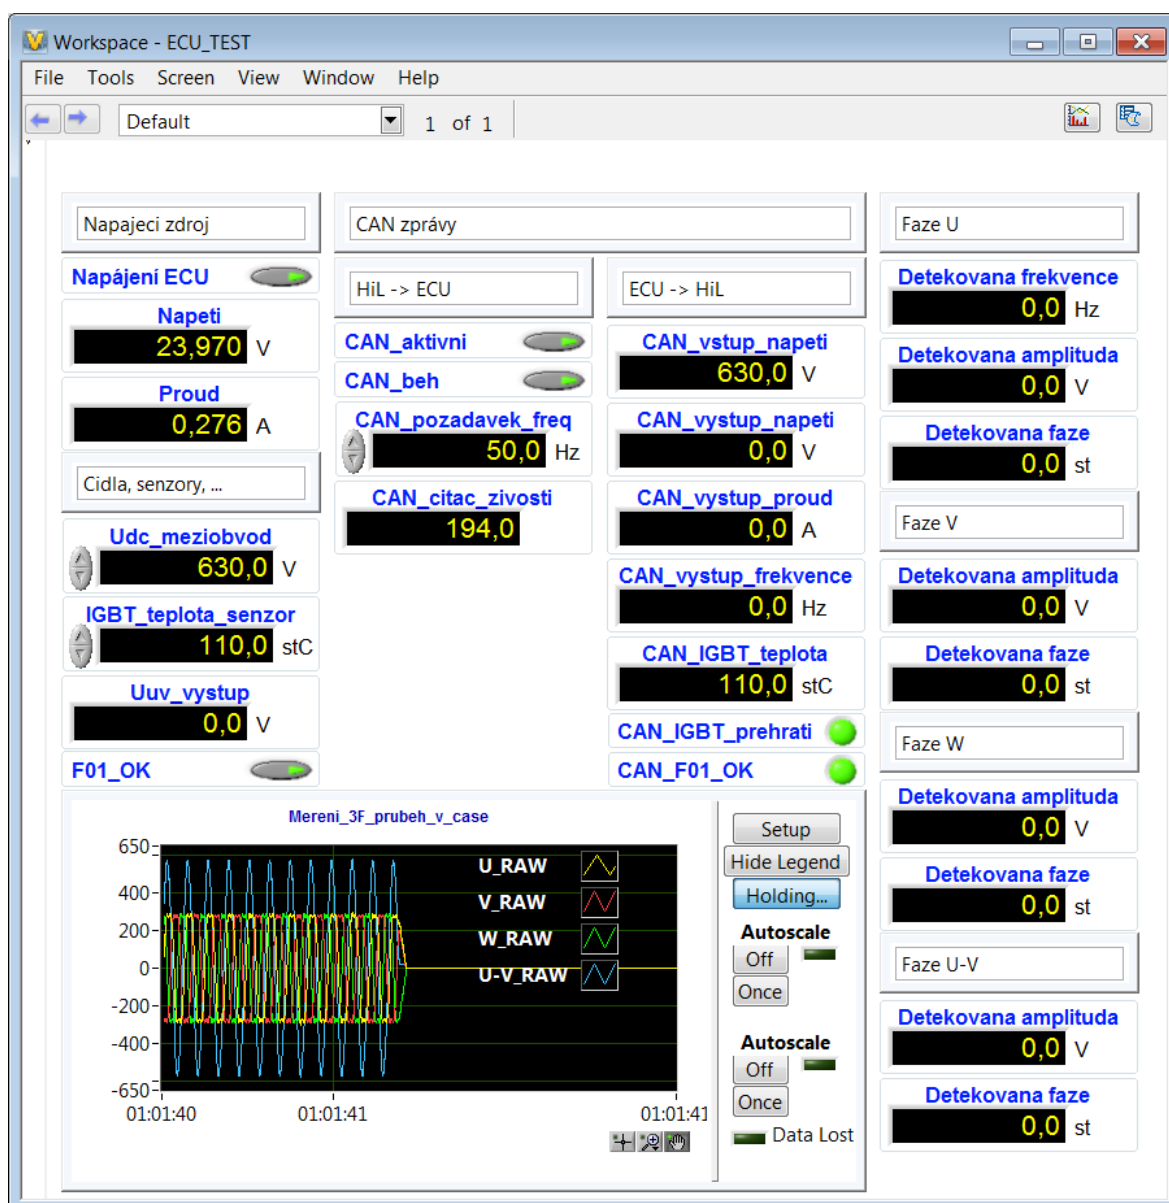 Workspace - ECU_TEST
File Tools Screen View Window Help
Default 1 of 1
Napajeci zdroj
Napájení ECU
Napeti
23,970 V
Proud
0,276 A
Cidla, senzory, ...
Udc_meziobvod
630,0 V
IGBT_teplota_senzor
110,0 stC
Uuv_vystup
0,0 V
F01_OK
CAN zprávy
HiL -> ECU
CAN_aktivni
CAN_beh
CAN_pozadavek_freq
50,0 Hz
CAN_citac_zivosti
194,0
ECU -> HiL
CAN_vstup_napeti
630,0 V
CAN_vystup_napeti
0,0 V
CAN_vystup_proud
0,0 A
CAN_vystup_frekvence
0,0 Hz
CAN_IGBT_teplota
110,0 stC
CAN_IGBT_prehrati
CAN_F01_OK
Faze U
Detekovana frekvence
0,0 Hz
Detekovana amplituda
0,0 V
Detekovana faze
0,0 st
Faze V
Detekovana amplituda
0,0 V
Detekovana faze
0,0 st
Faze W
Detekovana amplituda
0,0 V
Detekovana faze
0,0 st
Faze U-V
Detekovana amplituda
0,0 V
Detekovana faze
0,0 st
Mereni_3F_prubeh_v_case
650
400
200
0
-200
-400
-650
01:01:40 01:01:41 01:01:41
U_RAW
V_RAW
W_RAW
U-V_RAW
Setup
Hide Legend
Holding...
Autoscale
Off
Once
Autoscale
Off
Once
Data Lost